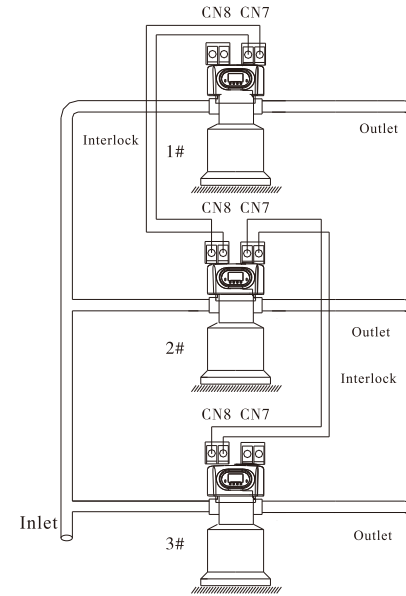 CN8 CN7
Outlet
Interlock
1#
CN8 CN7
Outlet
2#
Interlock
CN8 CN7
Inlet
Outlet
3#